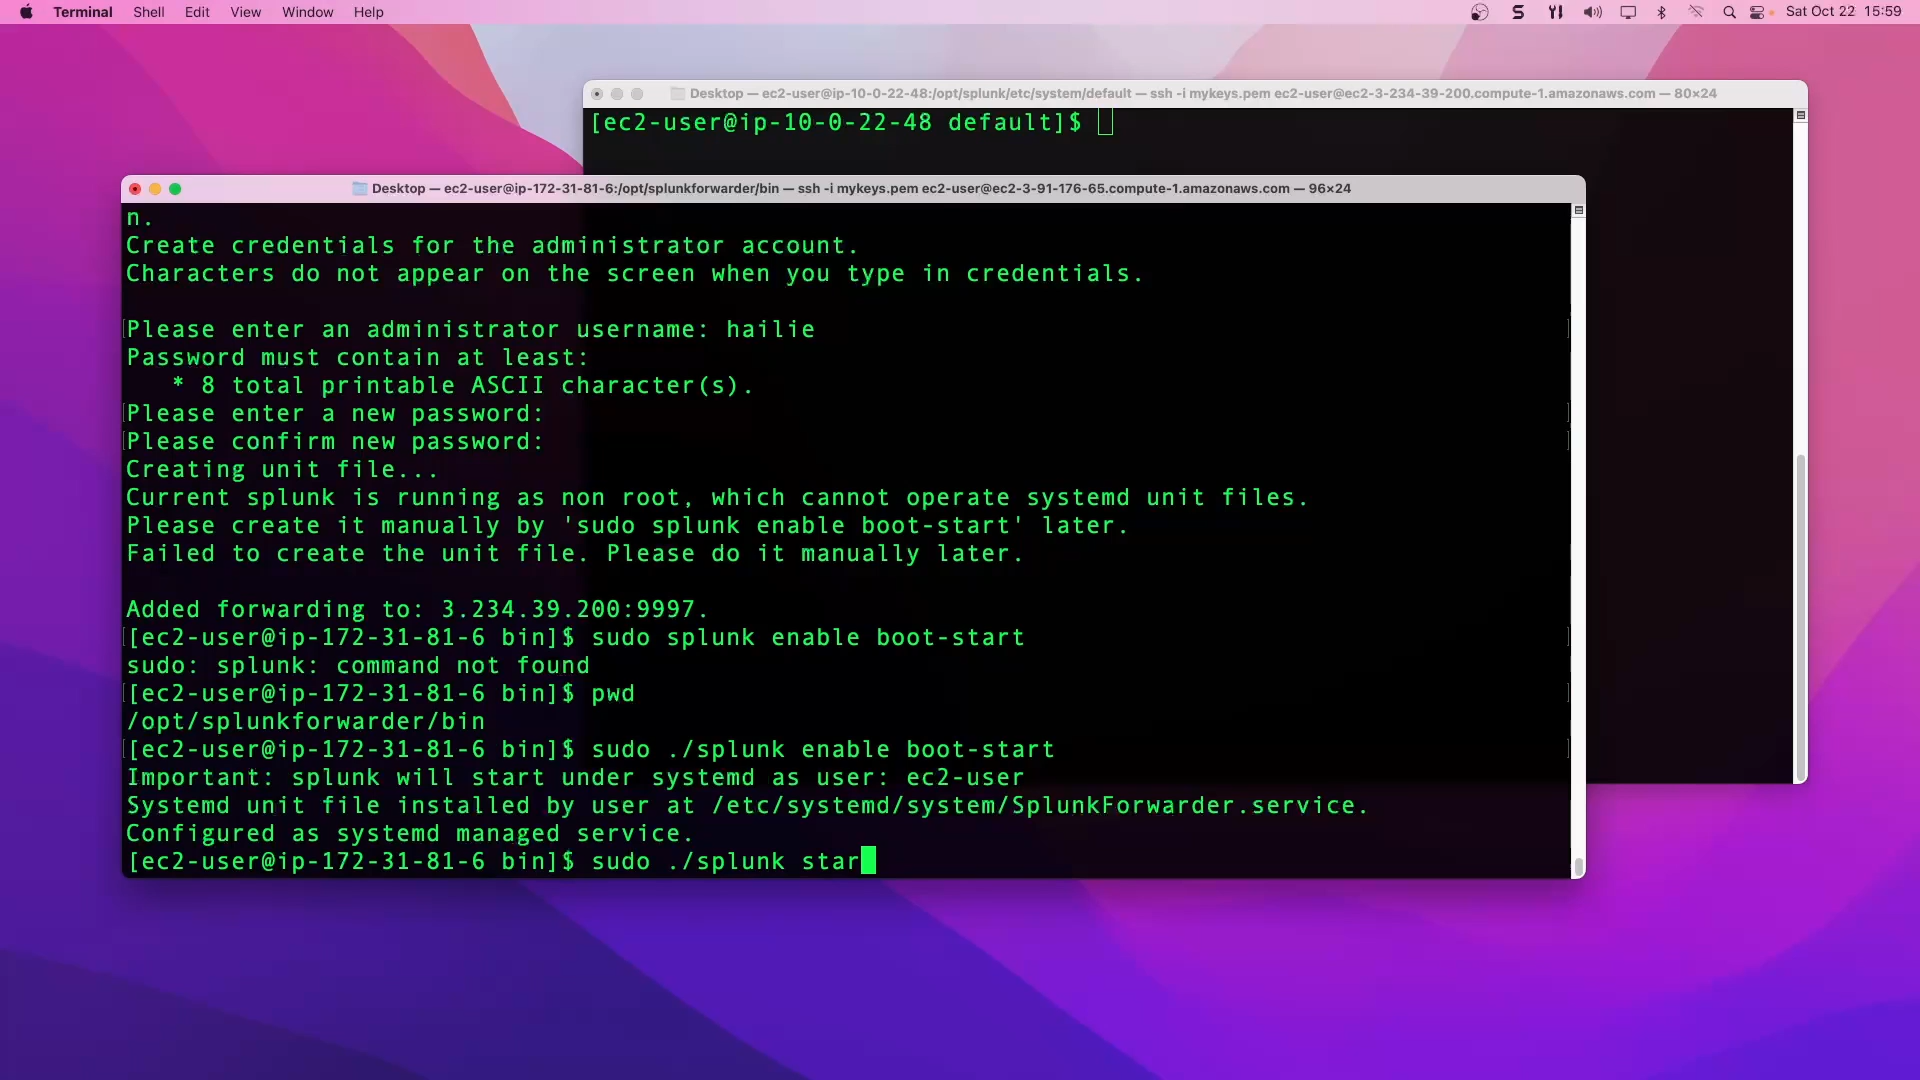 Terminal Shell Edit View Window Help Sat Oct 22 15:59
Desktop — ec2-user@ip-10-0-22-48:/opt/splunk/etc/system/default — ssh -i mykeys.pem ec2-user@ec2-3-234-39-200.compute-1.amazonaws.com — 80×24
[ec2-user@ip-10-0-22-48 default]$
Desktop — ec2-user@ip-172-31-81-6:/opt/splunkforwarder/bin — ssh -i mykeys.pem ec2-user@ec2-3-91-176-65.compute-1.amazonaws.com — 96×24
n.
Create credentials for the administrator account.
Characters do not appear on the screen when you type in credentials.
[Please enter an administrator username: hailie ]
Password must contain at least:
* 8 total printable ASCII character(s).
[Please enter a new password: ]
[Please confirm new password: ]
Creating unit file...
Current splunk is running as non root, which cannot operate systemd unit files.
Please create it manually by 'sudo splunk enable boot-start' later.
Failed to create the unit file. Please do it manually later.
Added forwarding to: 3.234.39.200:9997.
[[ec2-user@ip-172-31-81-6 bin]$ sudo splunk enable boot-start ]
sudo: splunk: command not found
[[ec2-user@ip-172-31-81-6 bin]$ pwd ]
/opt/splunkforwarder/bin
[[ec2-user@ip-172-31-81-6 bin]$ sudo ./splunk enable boot-start ]
Important: splunk will start under systemd as user: ec2-user
Systemd unit file installed by user at /etc/systemd/system/SplunkForwarder.service.
Configured as systemd managed service.
[ec2-user@ip-172-31-81-6 bin]$ sudo ./splunk star